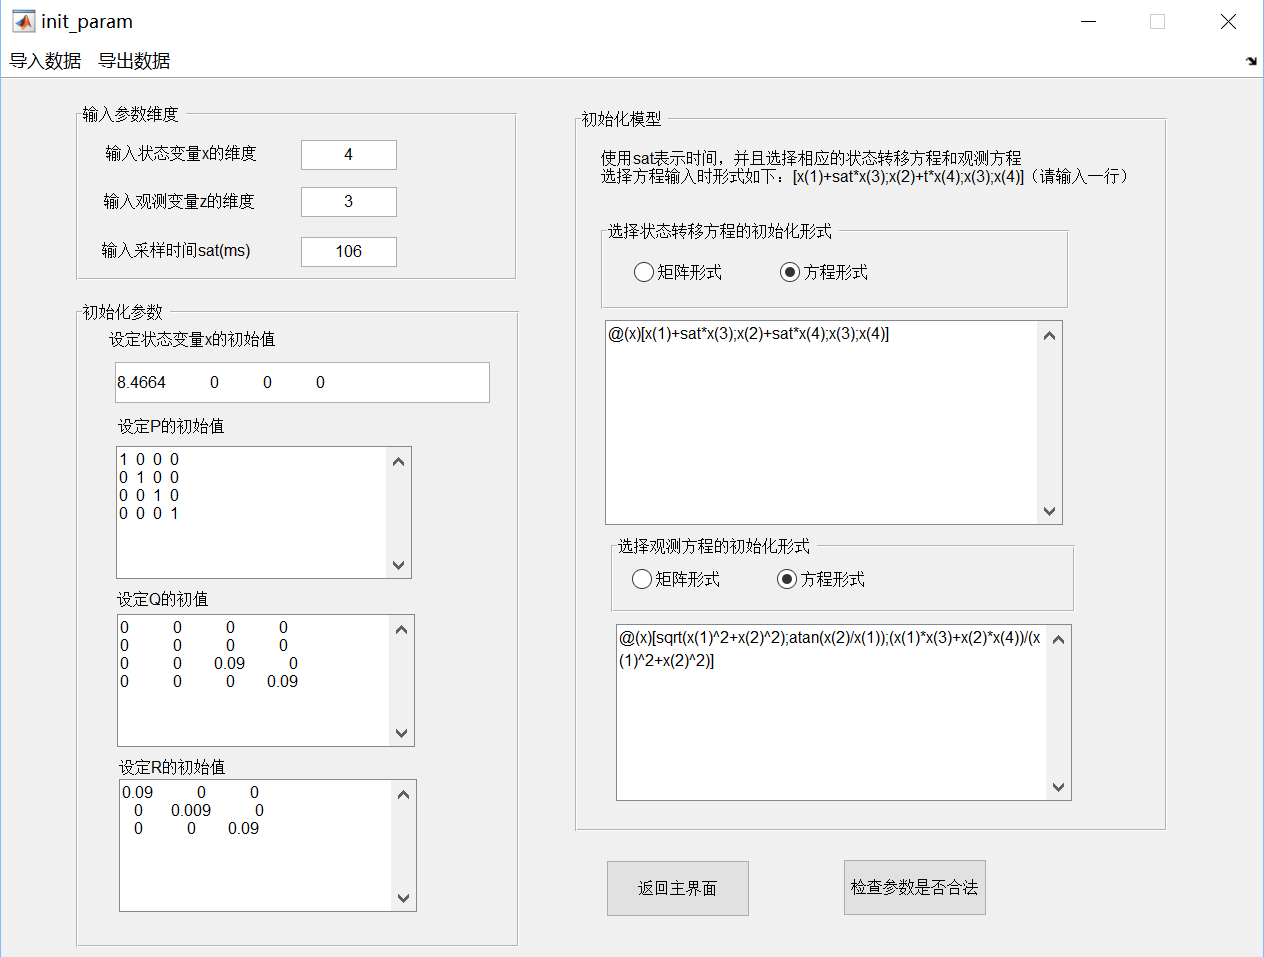 init_param
导入数据 导出数据
输入参数维度
输入状态变量x的维度 4
输入观测变量z的维度 3
输入采样时间sat(ms) 106
初始化参数
设定状态变量x的初始值
8.4664 0 0 0
设定P的初始值
1 0 0 0
0 1 0 0
0 0 1 0
0 0 0 1
设定Q的初值
0 0 0 0
0 0 0 0
0 0 0.09 0
0 0 0 0.09
设定R的初始值
0.09 0 0
0 0.009 0
0 0 0.09
初始化模型
使用sat表示时间，并且选择相应的状态转移方程和观测方程
选择方程输入时形式如下：[x(1)+sat*x(3);x(2)+t*x(4);x(3);x(4)]（请输入一行）
选择状态转移方程的初始化形式
矩阵形式 方程形式
@(x)[x(1)+sat*x(3);x(2)+sat*x(4);x(3);x(4)]
选择观测方程的初始化形式
矩阵形式 方程形式
@(x)[sqrt(x(1)^2+x(2)^2);atan(x(2)/x(1));(x(1)*x(3)+x(2)*x(4))/(x
(1)^2+x(2)^2)]
返回主界面 检查参数是否合法